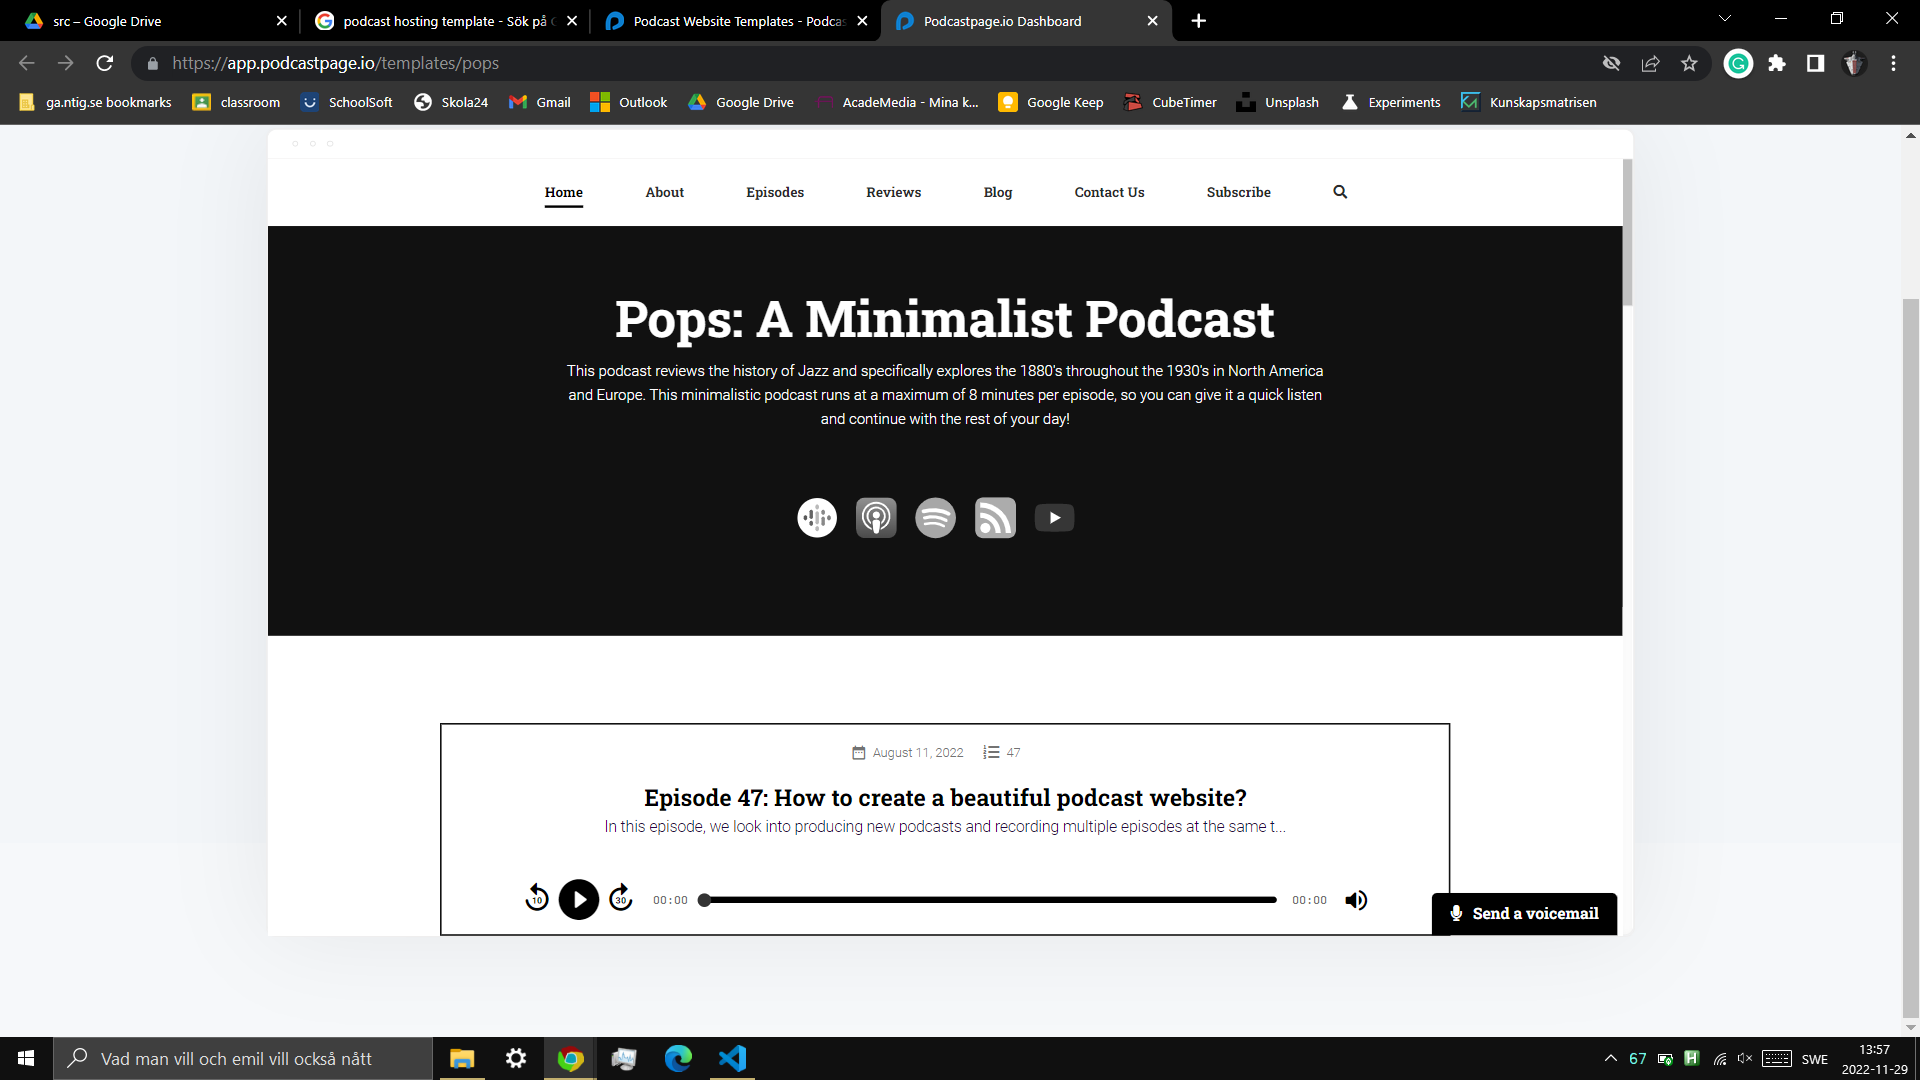 src – Google Drive
podcast hosting template - Sök på G
Podcast Website Templates - Podcas
Podcastpage.io Dashboard
https://app.podcastpage.io/templates/pops
ga.ntig.se bookmarks
classroom
SchoolSoft
Skola24
Gmail
Outlook
Google Drive
AcadeMedia - Mina k...
Google Keep
CubeTimer
Unsplash
Experiments
Kunskapsmatrisen
Home
About
Episodes
Reviews
Blog
Contact Us
Subscribe
Pops: A Minimalist Podcast
This podcast reviews the history of Jazz and specifically explores the 1880's throughout the 1930's in North America
and Europe. This minimalistic podcast runs at a maximum of 8 minutes per episode, so you can give it a quick listen
and continue with the rest of your day!
August 11, 2022
47
Episode 47: How to create a beautiful podcast website?
In this episode, we look into producing new podcasts and recording multiple episodes at the same t...
10
30
00:00
00:00
Send a voicemail
Vad man vill och emil vill också nått
67
SWE
13:57
2022-11-29